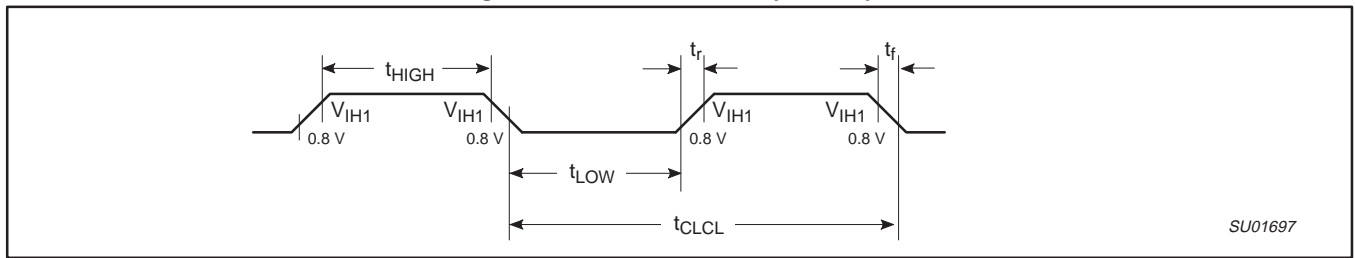 tHIGH
tr
tf
VIH1
VIH1
VIH1
VIH1
0.8 V
0.8 V
0.8 V
0.8 V
tLOW
tCLCL
SU01697